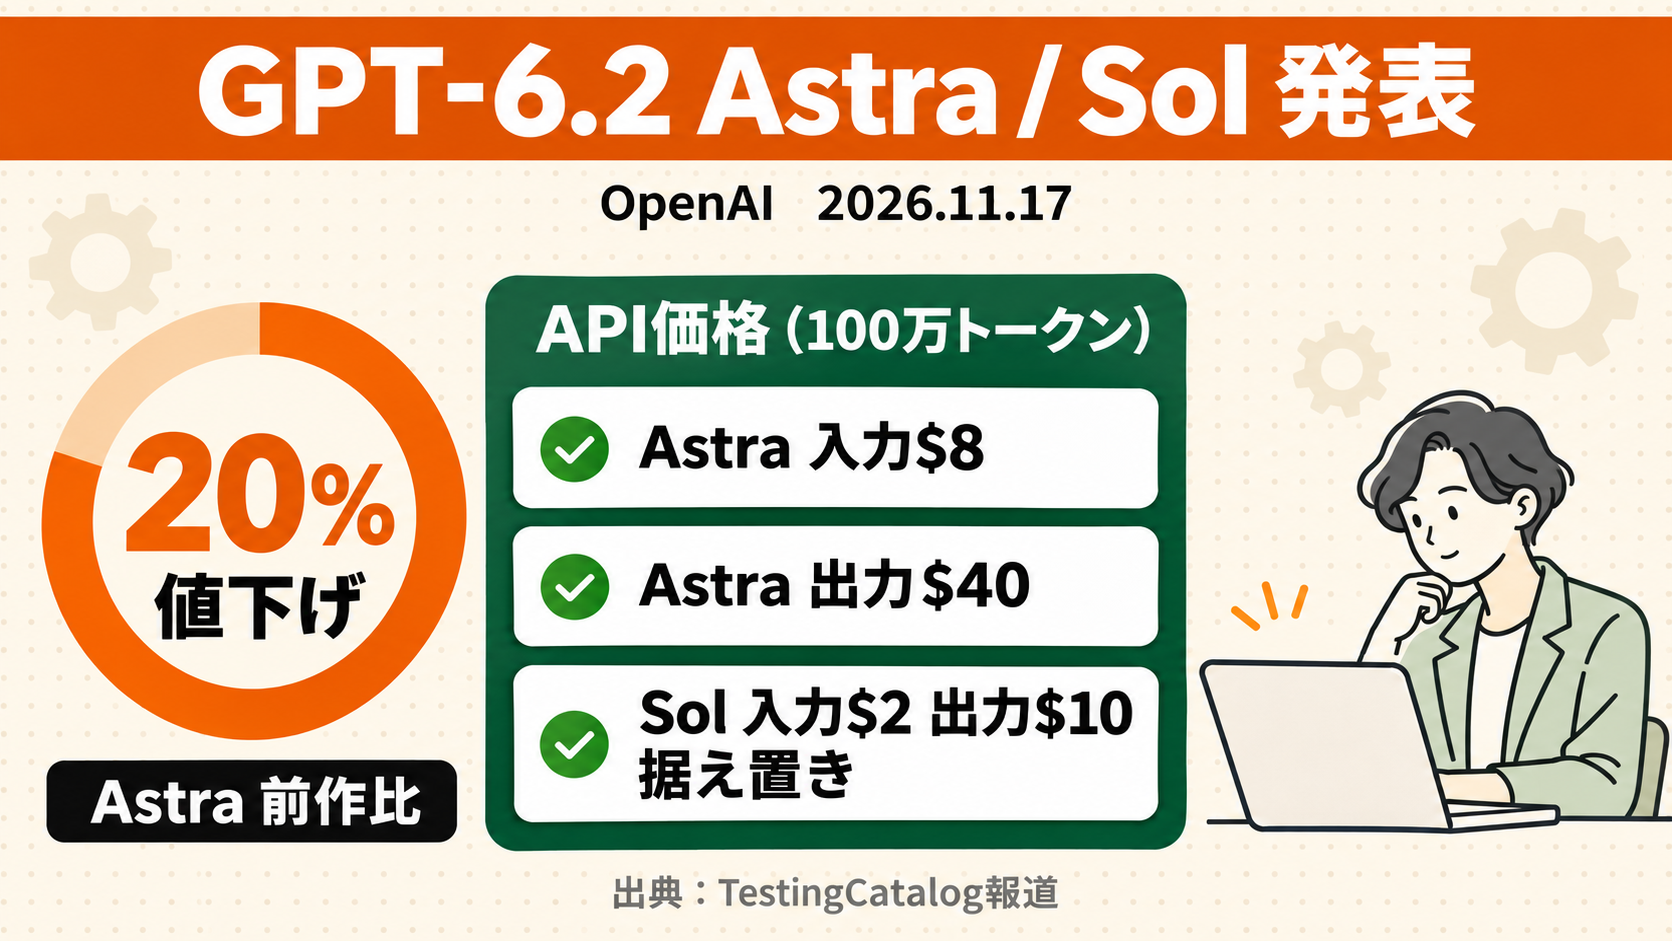 GPT-6.2 Astra / Sol 発表
OpenAI 2026.11.17
20%
値下げ
Astra 前作比
API価格（100万トークン）
Astra 入力$8
Astra 出力$40
Sol 入力$2 出力$10
据え置き
出典：TestingCatalog報道